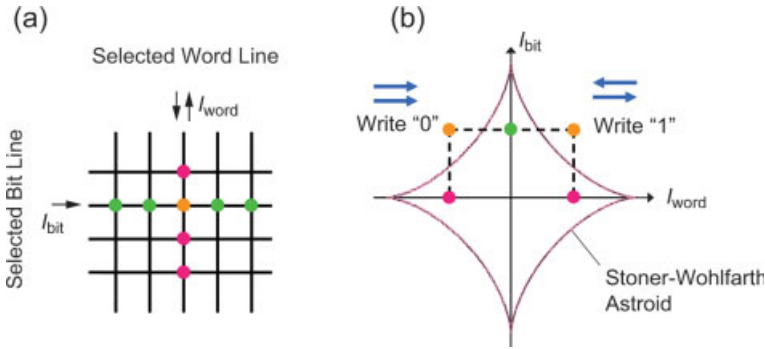 (a)
Selected Word Line
I_word
Selected Bit Line
I_bit
(b)
I_bit
Write "0"
Write "1"
I_word
Stoner-Wohlfarth
Astroid